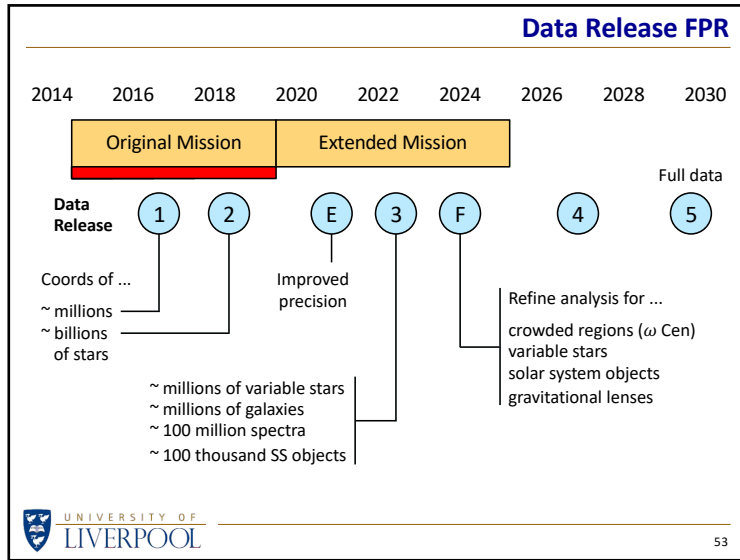 Data Release FPR
2014 2016 2018 2020 2022 2024 2026 2028 2030
Original Mission Extended Mission
Full data
Data
Release
1 2 E 3 F 4 5
Coords of ...
~ millions
~ billions
of stars
Improved
precision
Refine analysis for ...
crowded regions (𝜔 Cen)
variable stars
solar system objects
gravitational lenses
~ millions of variable stars
~ millions of galaxies
~ 100 million spectra
~ 100 thousand SS objects
UNIVERSITY OF
LIVERPOOL
53